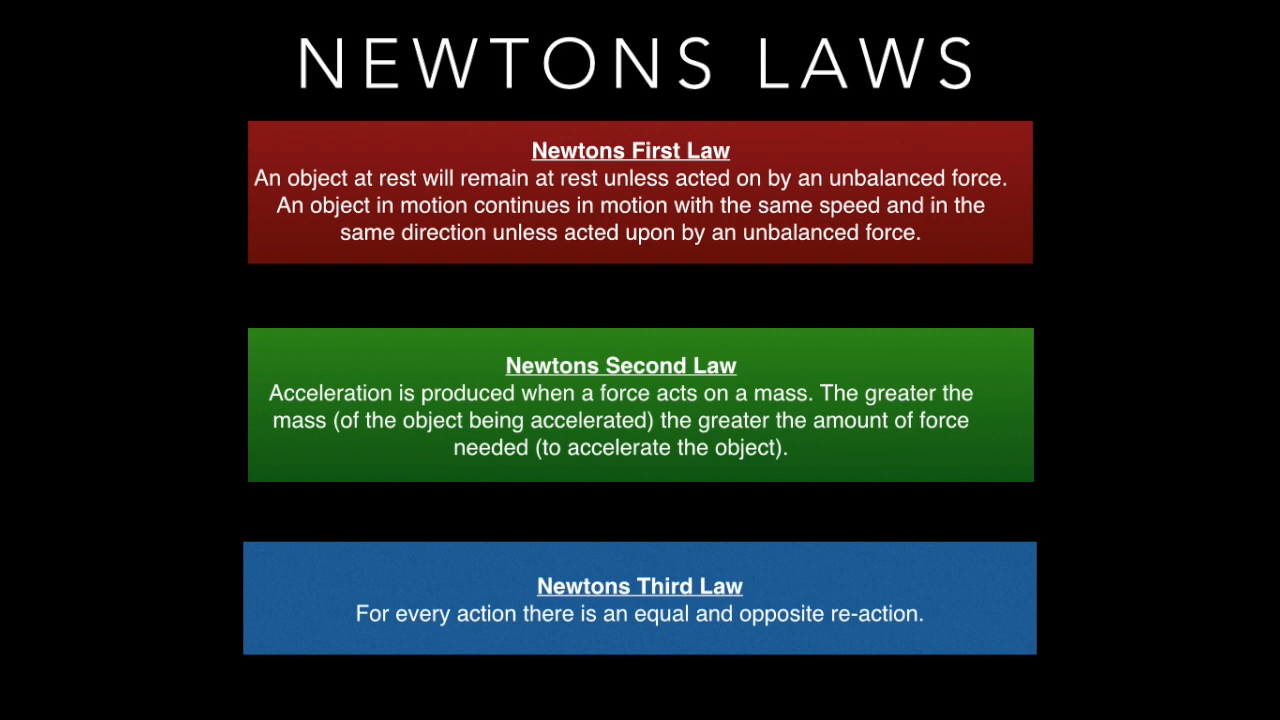 NEWTONS LAWS
Newtons First Law
An object at rest will remain at rest unless acted on by an unbalanced force.
An object in motion continues in motion with the same speed and in the
same direction unless acted upon by an unbalanced force.
Newtons Second Law
Acceleration is produced when a force acts on a mass. The greater the
mass (of the object being accelerated) the greater the amount of force
needed (to accelerate the object).
Newtons Third Law
For every action there is an equal and opposite re-action.